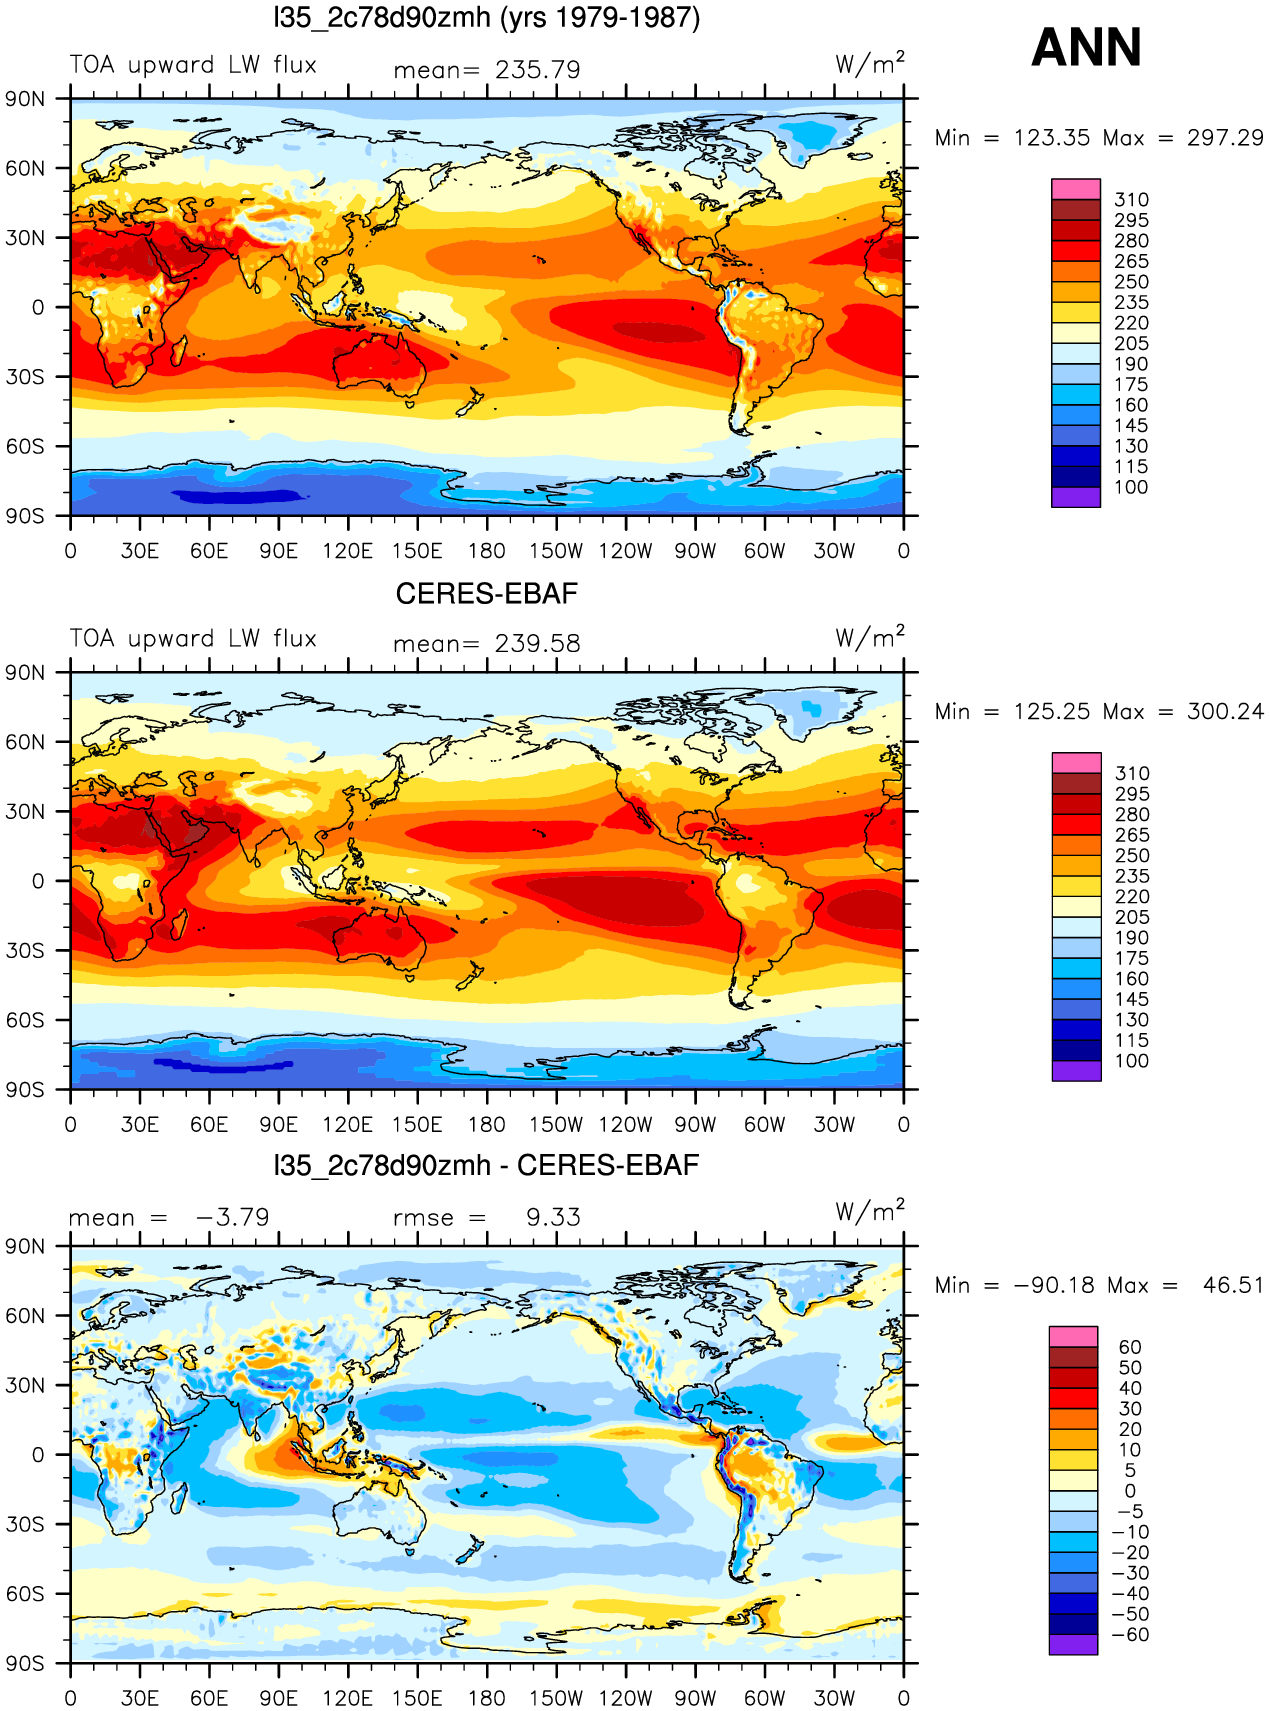 l35_2c78d90zmh (yrs 1979-1987)
ANN
TOA upward LW flux mean= 235.79 W/m²
Min = 123.35 Max = 297.29
90N
60N
30N
0
30S
60S
90S
0 30E 60E 90E 120E 150E 180 150W 120W 90W 60W 30W 0
310
295
280
265
250
235
220
205
190
175
160
145
130
115
100
CERES-EBAF
TOA upward LW flux mean= 239.58 W/m²
Min = 125.25 Max = 300.24
90N
60N
30N
0
30S
60S
90S
0 30E 60E 90E 120E 150E 180 150W 120W 90W 60W 30W 0
310
295
280
265
250
235
220
205
190
175
160
145
130
115
100
l35_2c78d90zmh - CERES-EBAF
mean = −3.79 rmse = 9.33 W/m²
Min = −90.18 Max = 46.51
90N
60N
30N
0
30S
60S
90S
0 30E 60E 90E 120E 150E 180 150W 120W 90W 60W 30W 0
60
50
40
30
20
10
5
0
−5
−10
−20
−30
−40
−50
−60